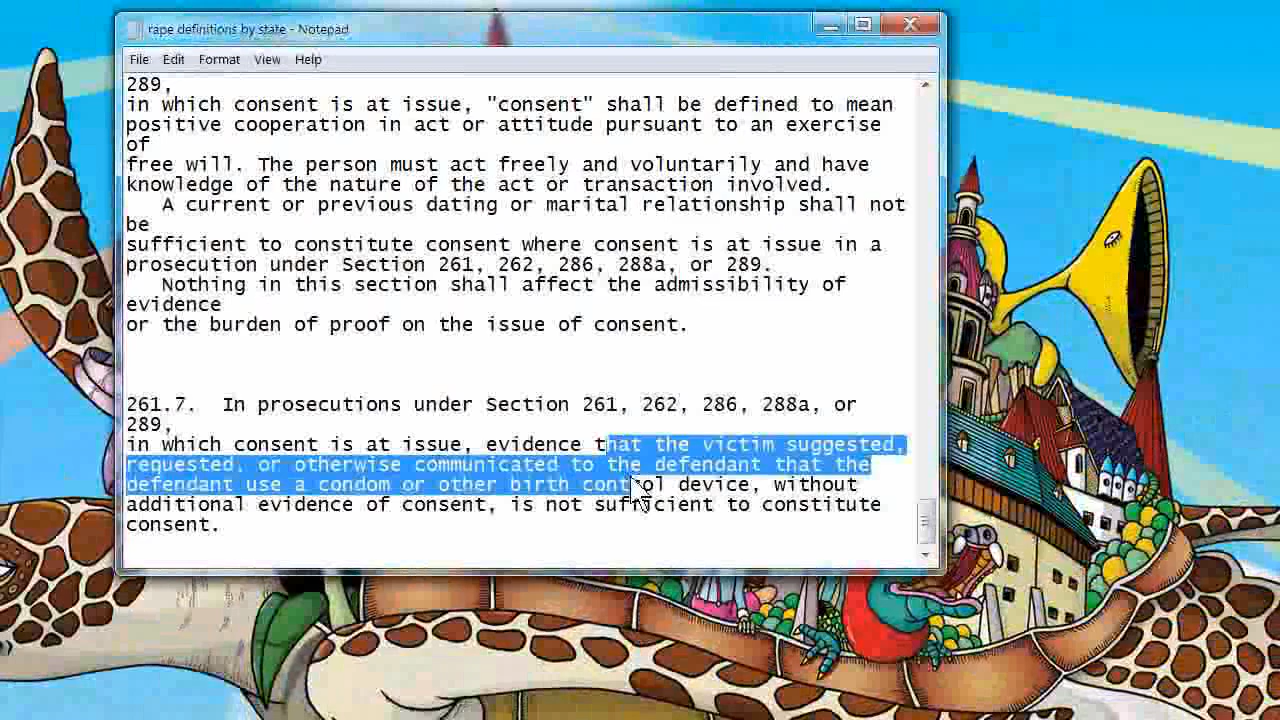 rape definitions by state - Notepad
File Edit Format View Help
289,
in which consent is at issue, "consent" shall be defined to mean
positive cooperation in act or attitude pursuant to an exercise
of
free will. The person must act freely and voluntarily and have
knowledge of the nature of the act or transaction involved.
A current or previous dating or marital relationship shall not
be
sufficient to constitute consent where consent is at issue in a
prosecution under Section 261, 262, 286, 288a, or 289.
Nothing in this section shall affect the admissibility of
evidence
or the burden of proof on the issue of consent.
261.7. In prosecutions under Section 261, 262, 286, 288a, or
289,
in which consent is at issue, evidence that the victim suggested,
requested, or otherwise communicated to the defendant that the
defendant use a condom or other birth control device, without
additional evidence of consent, is not sufficient to constitute
consent.